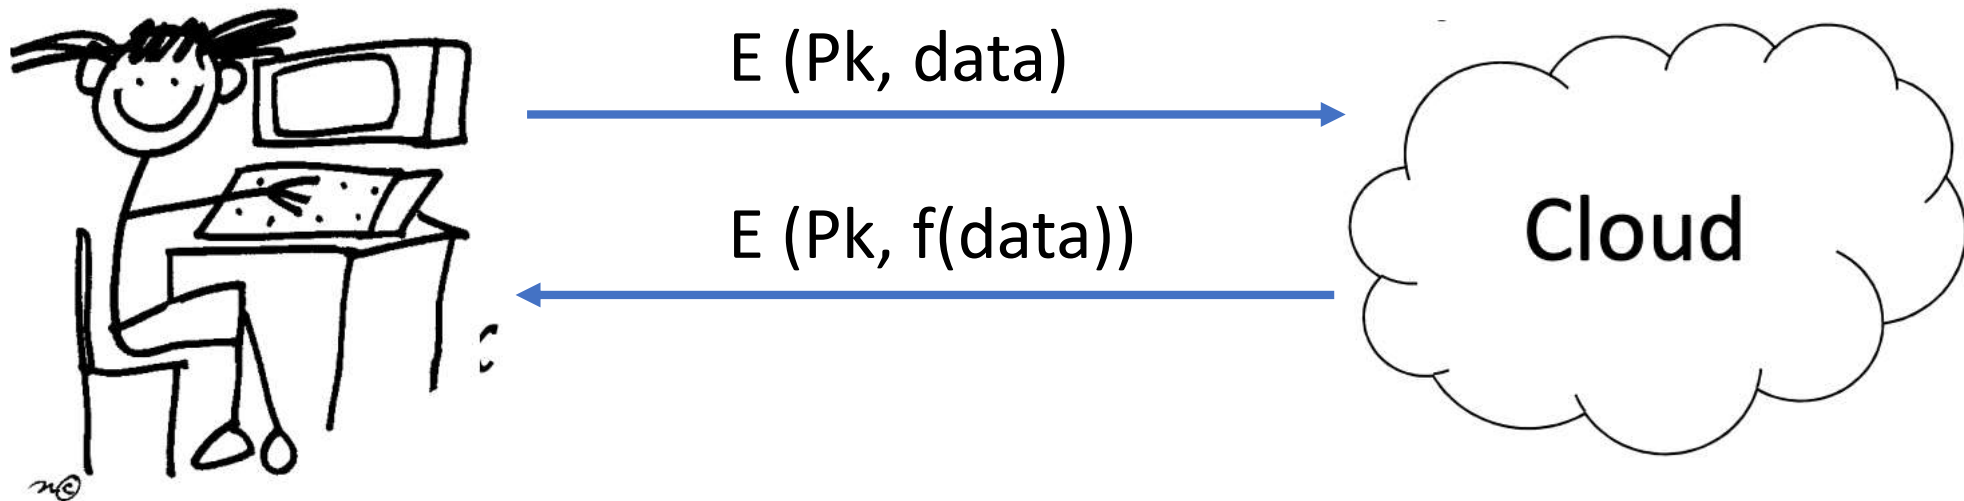 E (Pk, data)
E (Pk, f(data))
Cloud